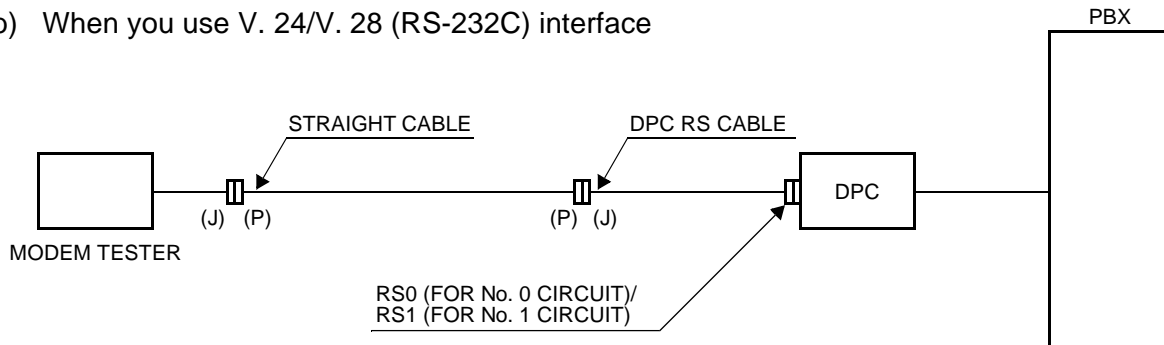 b) When you use V. 24/V. 28 (RS-232C) interface
PBX
STRAIGHT CABLE
DPC RS CABLE
DPC
(J) (P)
(P) (J)
MODEM TESTER
RS0 (FOR No. 0 CIRCUIT)/
RS1 (FOR No. 1 CIRCUIT)